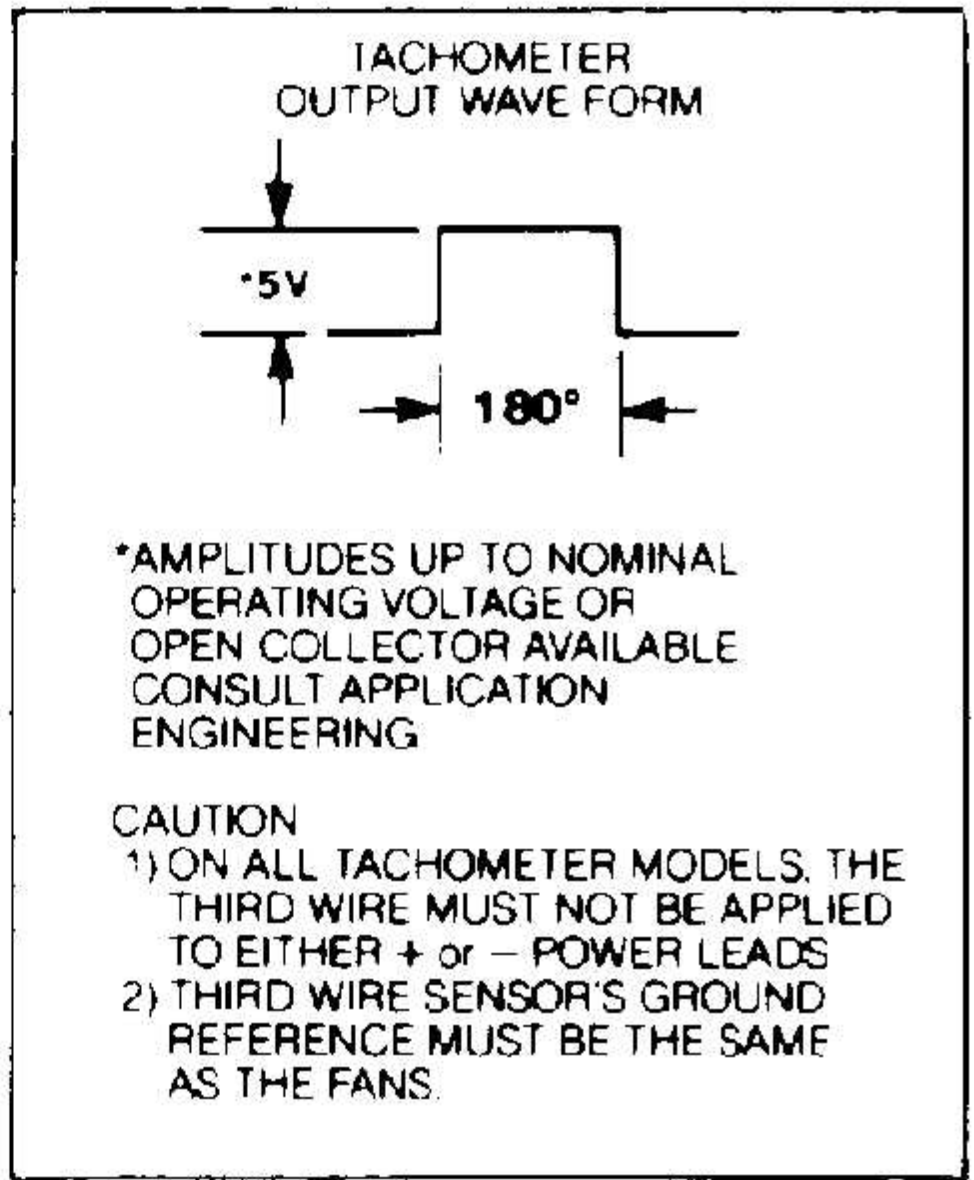 TACHOMETER
OUTPUT WAVE FORM
*5V
180°
*AMPLITUDES UP TO NOMINAL
OPERATING VOLTAGE OR
OPEN COLLECTOR AVAILABLE
CONSULT APPLICATION
ENGINEERING
CAUTION
1) ON ALL TACHOMETER MODELS, THE
THIRD WIRE MUST NOT BE APPLIED
TO EITHER + or – POWER LEADS
2) THIRD WIRE SENSOR'S GROUND
REFERENCE MUST BE THE SAME
AS THE FANS.